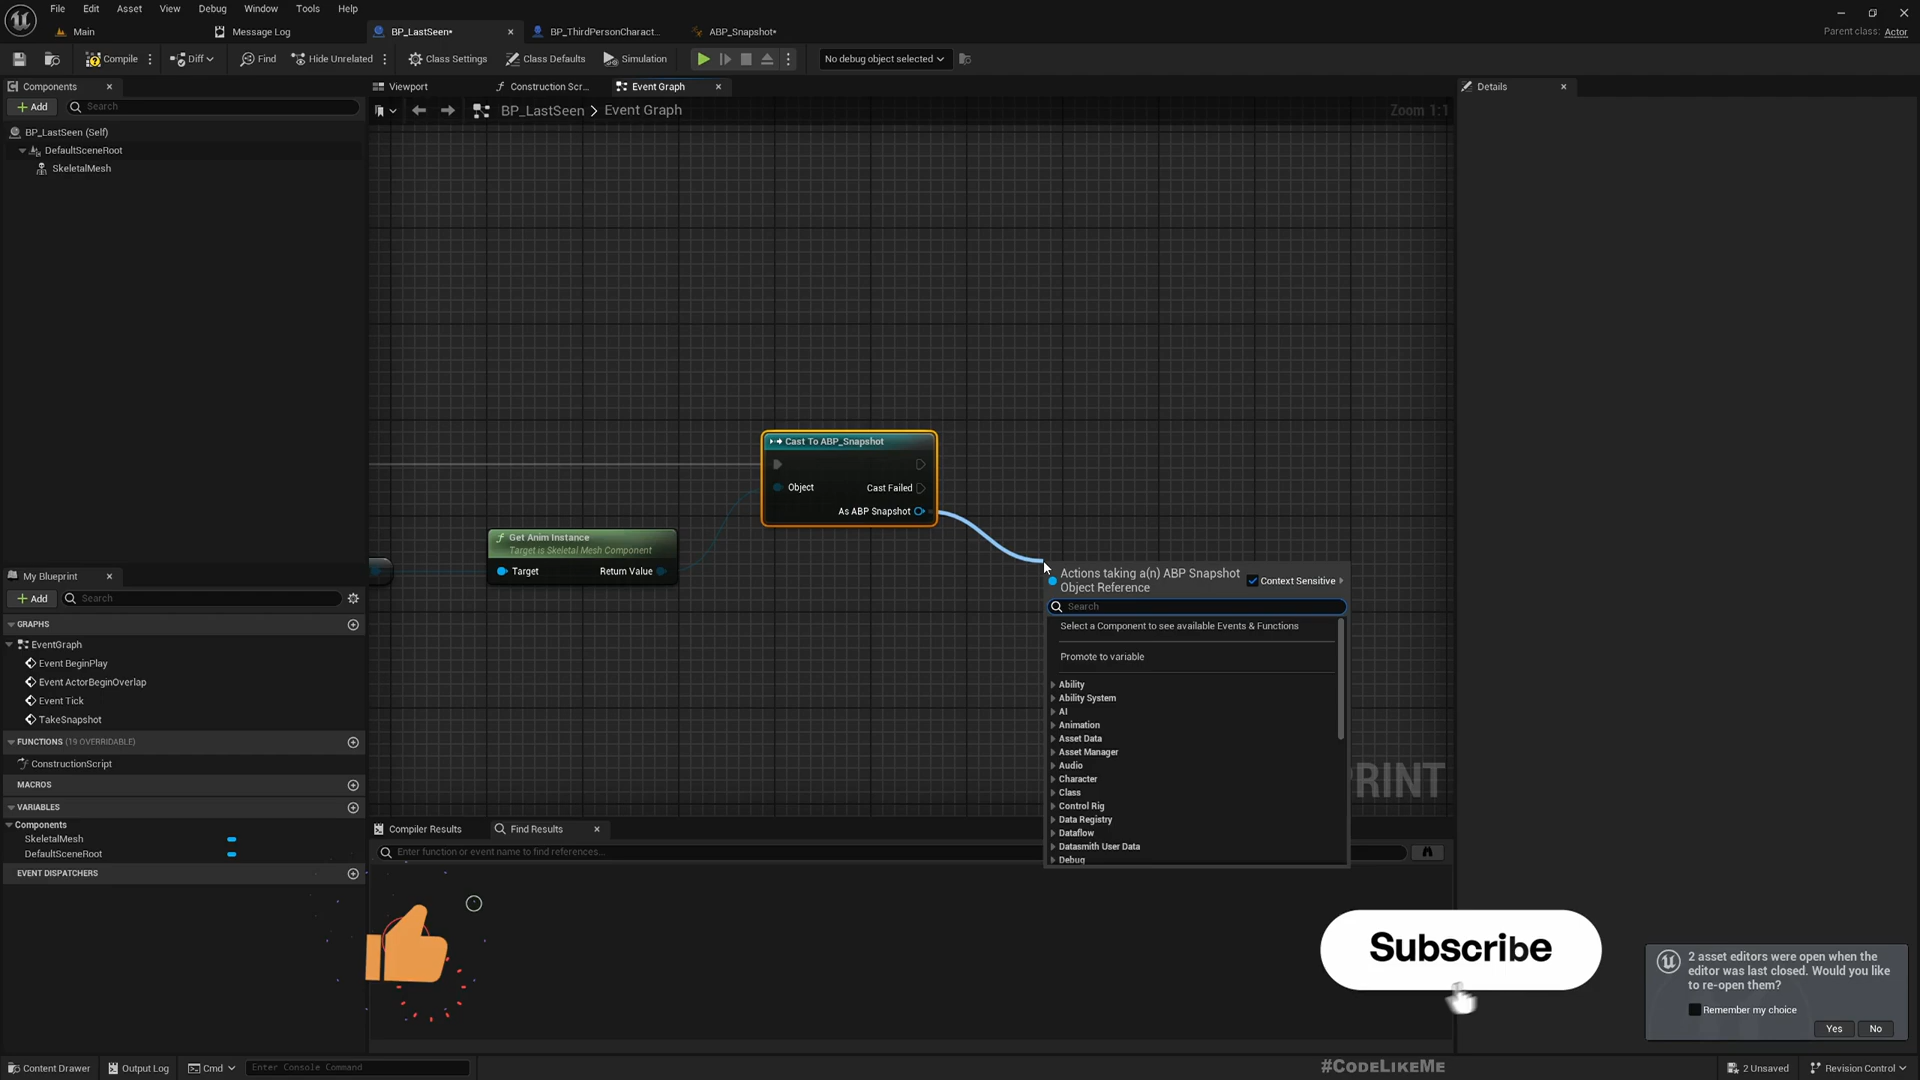 File Edit Asset View Debug Window Tools Help
Main
Message Log
BP_LastSeen*
BP_ThirdPersonCharact...
ABP_Snapshot*
Parent class: Actor
Compile
Diff
Find
Hide Unrelated
Class Settings
Class Defaults
Simulation
No debug object selected
Components
Viewport
Construction Scr...
Event Graph
Details
Add
Search
BP_LastSeen > Event Graph
Zoom 1:1
BP_LastSeen (Self)
DefaultSceneRoot
SkeletalMesh
Cast To ABP_Snapshot
Object
Cast Failed
As ABP Snapshot
Get Anim Instance
Target is Skeletal Mesh Component
Target
Return Value
Actions taking a(n) ABP Snapshot
Object Reference
Context Sensitive
Search
Select a Component to see available Events & Functions
Promote to variable
Ability
Ability System
AI
Animation
Asset Data
Asset Manager
Audio
Character
Class
Control Rig
Data Registry
Dataflow
Datasmith User Data
Debug
RINT
My Blueprint
Add
Search
GRAPHS
EventGraph
Event BeginPlay
Event ActorBeginOverlap
Event Tick
TakeSnapshot
FUNCTIONS (19 OVERRIDABLE)
ConstructionScript
MACROS
VARIABLES
Components
SkeletalMesh
DefaultSceneRoot
EVENT DISPATCHERS
Compiler Results
Find Results
Enter function or event name to find references...
Subscribe
2 asset editors were open when the
editor was last closed. Would you like
to re-open them?
Remember my choice
Yes
No
Content Drawer
Output Log
Cmd
Enter Console Command
#CODELIKEME
2 Unsaved
Revision Control